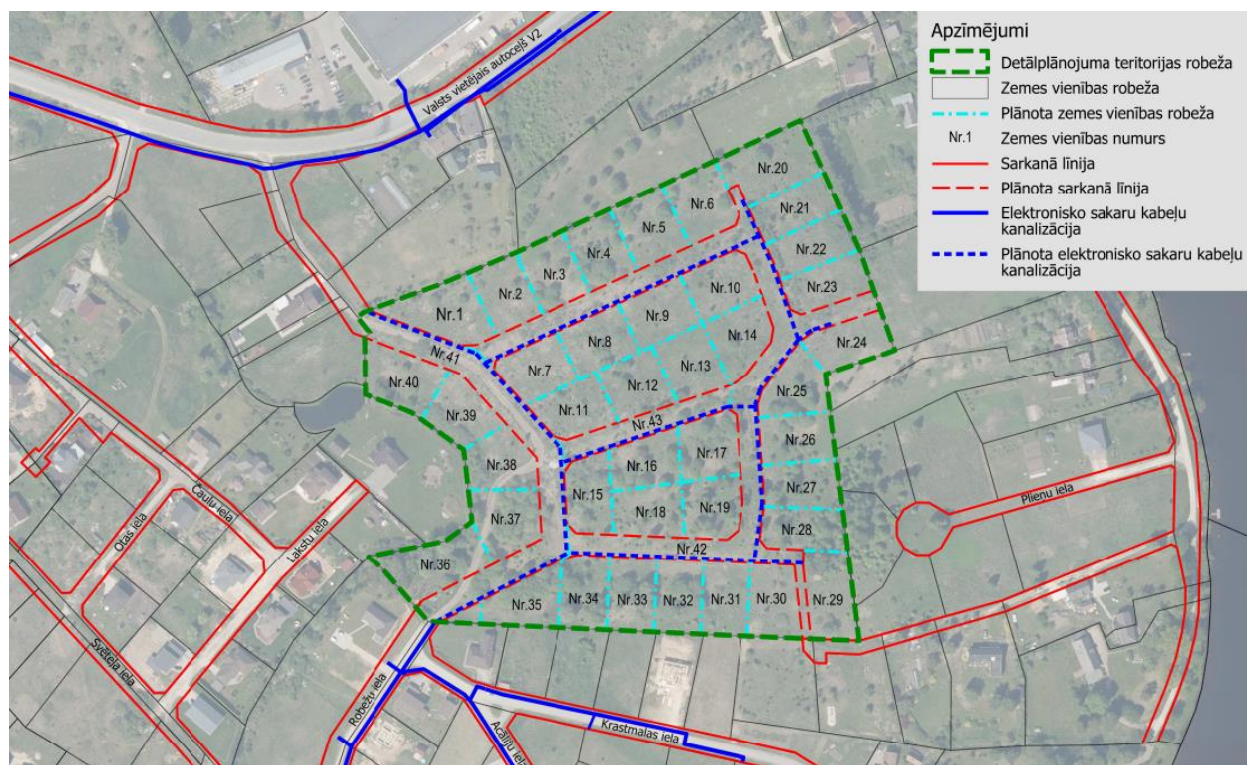 Apzīmējumi
Detālplānojuma teritorijas robeža
Zemes vienības robeža
Plānota zemes vienības robeža
Nr.1 Zemes vienības numurs
Sarkanā līnija
Plānota sarkanā līnija
Elektronisko sakaru kabeļu
kanalizācija
Plānota elektronisko sakaru kabeļu
kanalizācija
Valsts vietējais autoceļš V2
Nr.20
Nr.6
Nr.21
Nr.5
Nr.4
Nr.22
Nr.3
Nr.2
Nr.10
Nr.23
Nr.1
Nr.9
Nr.14
Nr.24
Nr.8
Nr.41
Nr.7
Nr.13
Nr.40
Nr.12
Nr.25
Nr.39
Nr.11
Nr.43
Nr.26
Nr.17
Nr.38
Nr.16
Nr.27
Nr.15
Nr.19
Nr.18
Nr.37
Nr.28
Nr.42
Nr.36
Nr.35
Nr.34
Nr.33
Nr.32
Nr.31
Nr.30
Nr.29
Čauļu iela
Otas iela
Lakstu iela
Plieņu iela
Svēteļa iela
Robežu iela
Acāliju iela
Krastmalas iela